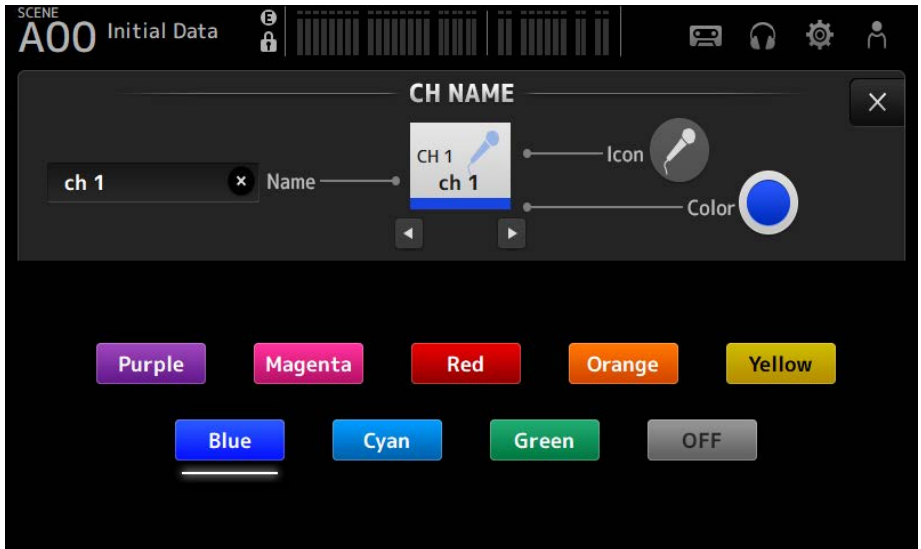 SCENE
A00 Initial Data E
CH NAME
CH 1
ch 1
ch 1 Name
Icon
Color
Purple Magenta Red Orange Yellow
Blue Cyan Green OFF